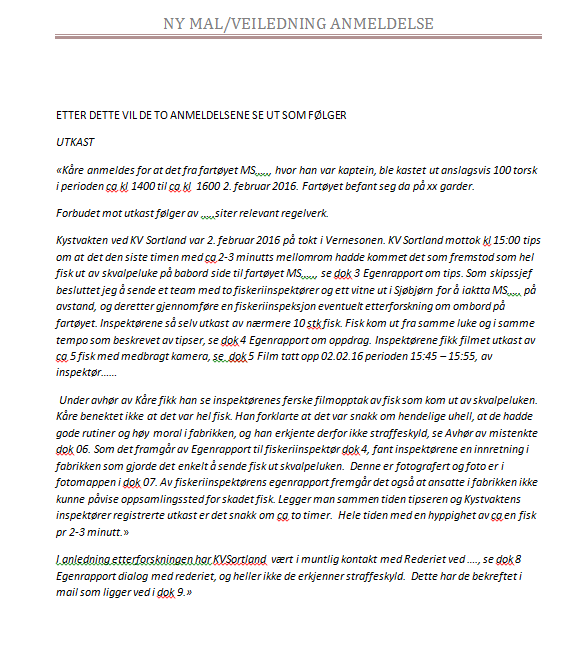 NY MAL/VEILEDNING ANMELDELSE
ETTER DETTE VIL DE TO ANMELDELSENE SE UT SOM FØLGER
UTKAST
«Kåre anmeldes for at det fra fartøyet MS,,,,,, hvor han var kaptein, ble kastet ut anslagsvis 100 torsk
i perioden ca kl 1400 til ca kl 1600 2. februar 2016. Fartøyet befant seg da på xx garder.
Forbudet mot utkast følger av ,,,,,siter relevant regelverk.
Kystvakten ved KV Sortland var 2. februar 2016 på tokt i Vernesonen. KV Sortland mottok kl 15:00 tips
om at det den siste timen med ca 2-3 minutts mellomrom hadde kommet det som fremstod som hel
fisk ut av skvalpeluke på babord side til fartøyet MS,,,,,, se dok 3 Egenrapport om tips. Som skipssjef
besluttet jeg å sende et team med to fiskeriinspektører og ett vitne ut i Sjøbjørn for å iaktta MS,,,,, på
avstand, og deretter gjennomføre en fiskeriinspeksjon eventuelt etterforskning om ombord på
fartøyet. Inspektørene så selv utkast av nærmere 10 stk fisk. Fisk kom ut fra samme luke og i samme
tempo som beskrevet av tipser, se dok 4 Egenrapport om oppdrag. Inspektørene fikk filmet utkast av
ca 5 fisk med medbragt kamera, se dok 5 Film tatt opp 02.02.16 perioden 15:45 – 15:55, av
inspektør……
Under avhør av Kåre fikk han se inspektørenes ferske filmopptak av fisk som kom ut av skvalpeluken.
Kåre benektet ikke at det var hel fisk. Han forklarte at det var snakk om hendelige uhell, at de hadde
gode rutiner og høy moral i fabrikken, og han erkjente derfor ikke straffeskyld, se Avhør av mistenkte
dok 06. Som det framgår av Egenrapport til fiskeriinspektør dok 4, fant inspektørene en innretning i
fabrikken som gjorde det enkelt å sende fisk ut skvalpeluken. Denne er fotografert og foto er i
fotomappen i dok 07. Av fiskeriinspektørens egenrapport fremgår det også at ansatte i fabrikken ikke
kunne påvise oppsamlingssted for skadet fisk. Legger man sammen tiden tipseren og Kystvaktens
inspektører registrerte utkast er det snakk om ca to timer. Hele tiden med en hyppighet av ca en fisk
pr 2-3 minutt.»
I anledning etterforskningen har KVSortland vært i muntlig kontakt med Rederiet ved …., se dok 8
Egenrapport dialog med rederiet, og heller ikke de erkjenner straffeskyld. Dette har de bekreftet i
mail som ligger ved i dok 9.»